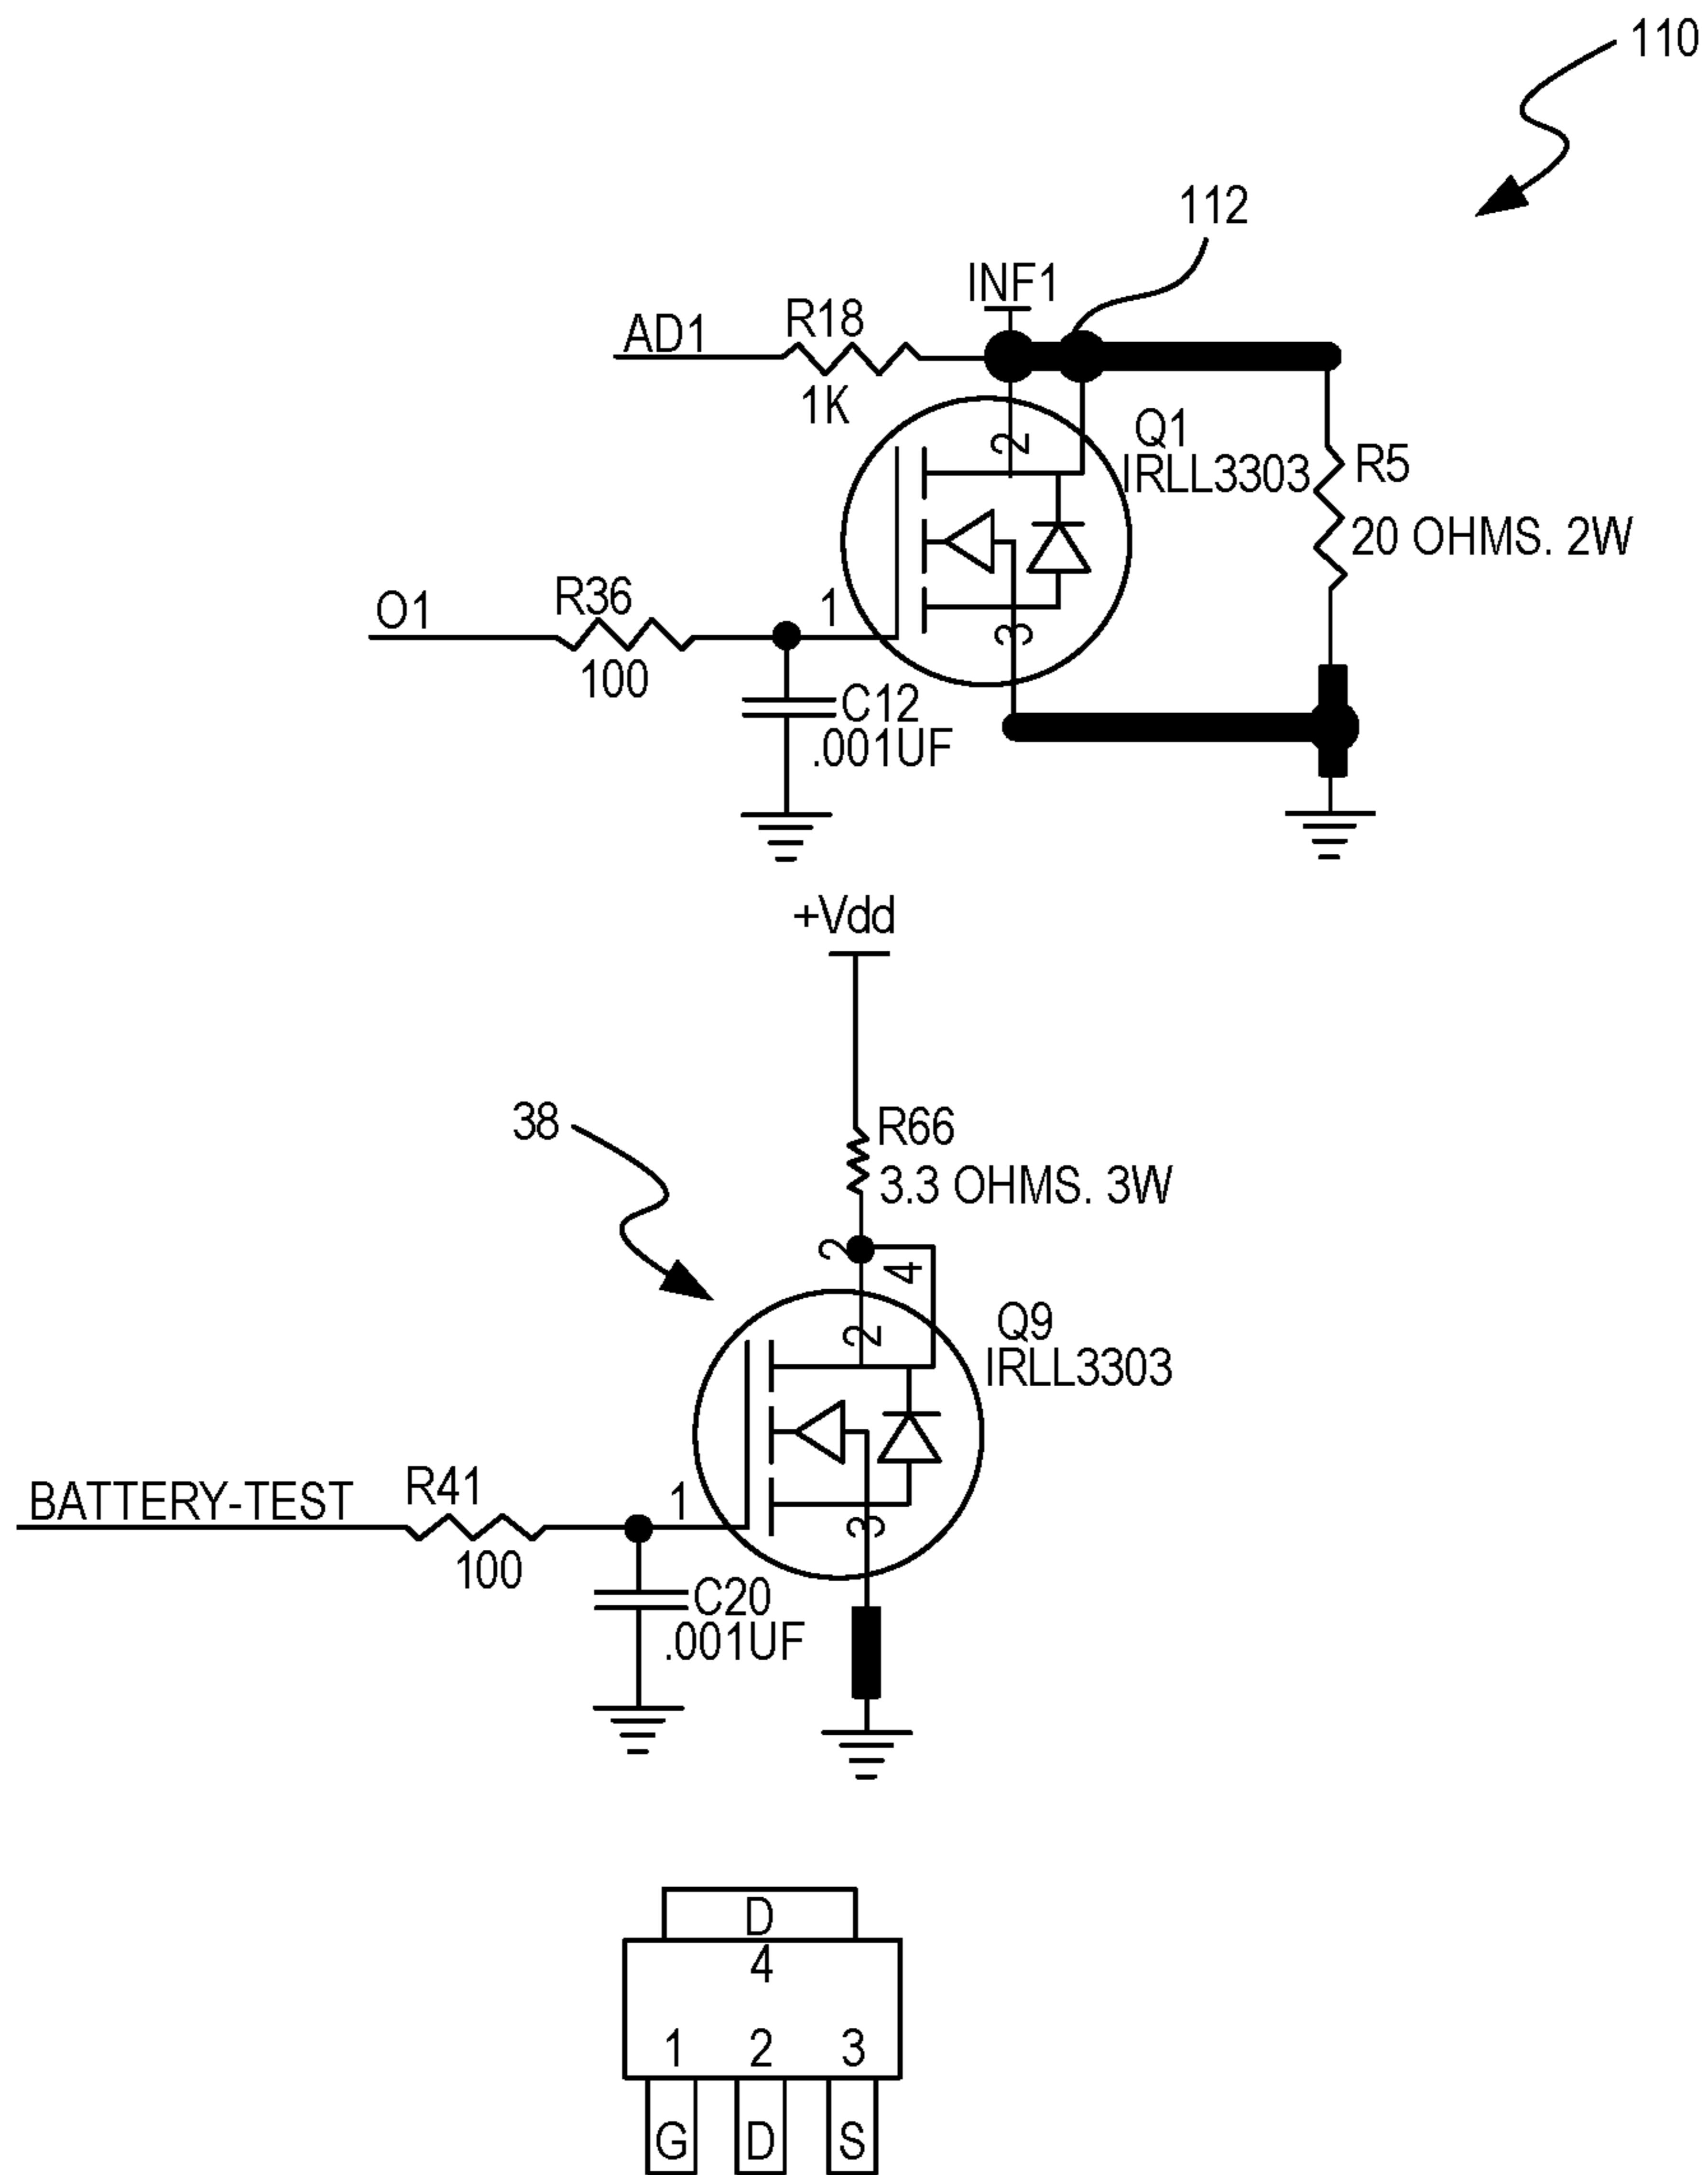 110
112
INF1
AD1
R18
1K
2
Q1
IRLL3303
R5
20 OHMS. 2W
O1
R36
100
1
3
C12
.001UF
+Vdd
38
R66
3.3 OHMS. 3W
2
4
2
Q9
IRLL3303
BATTERY-TEST
R41
100
1
3
C20
.001UF
D
4
1 2 3
G D S